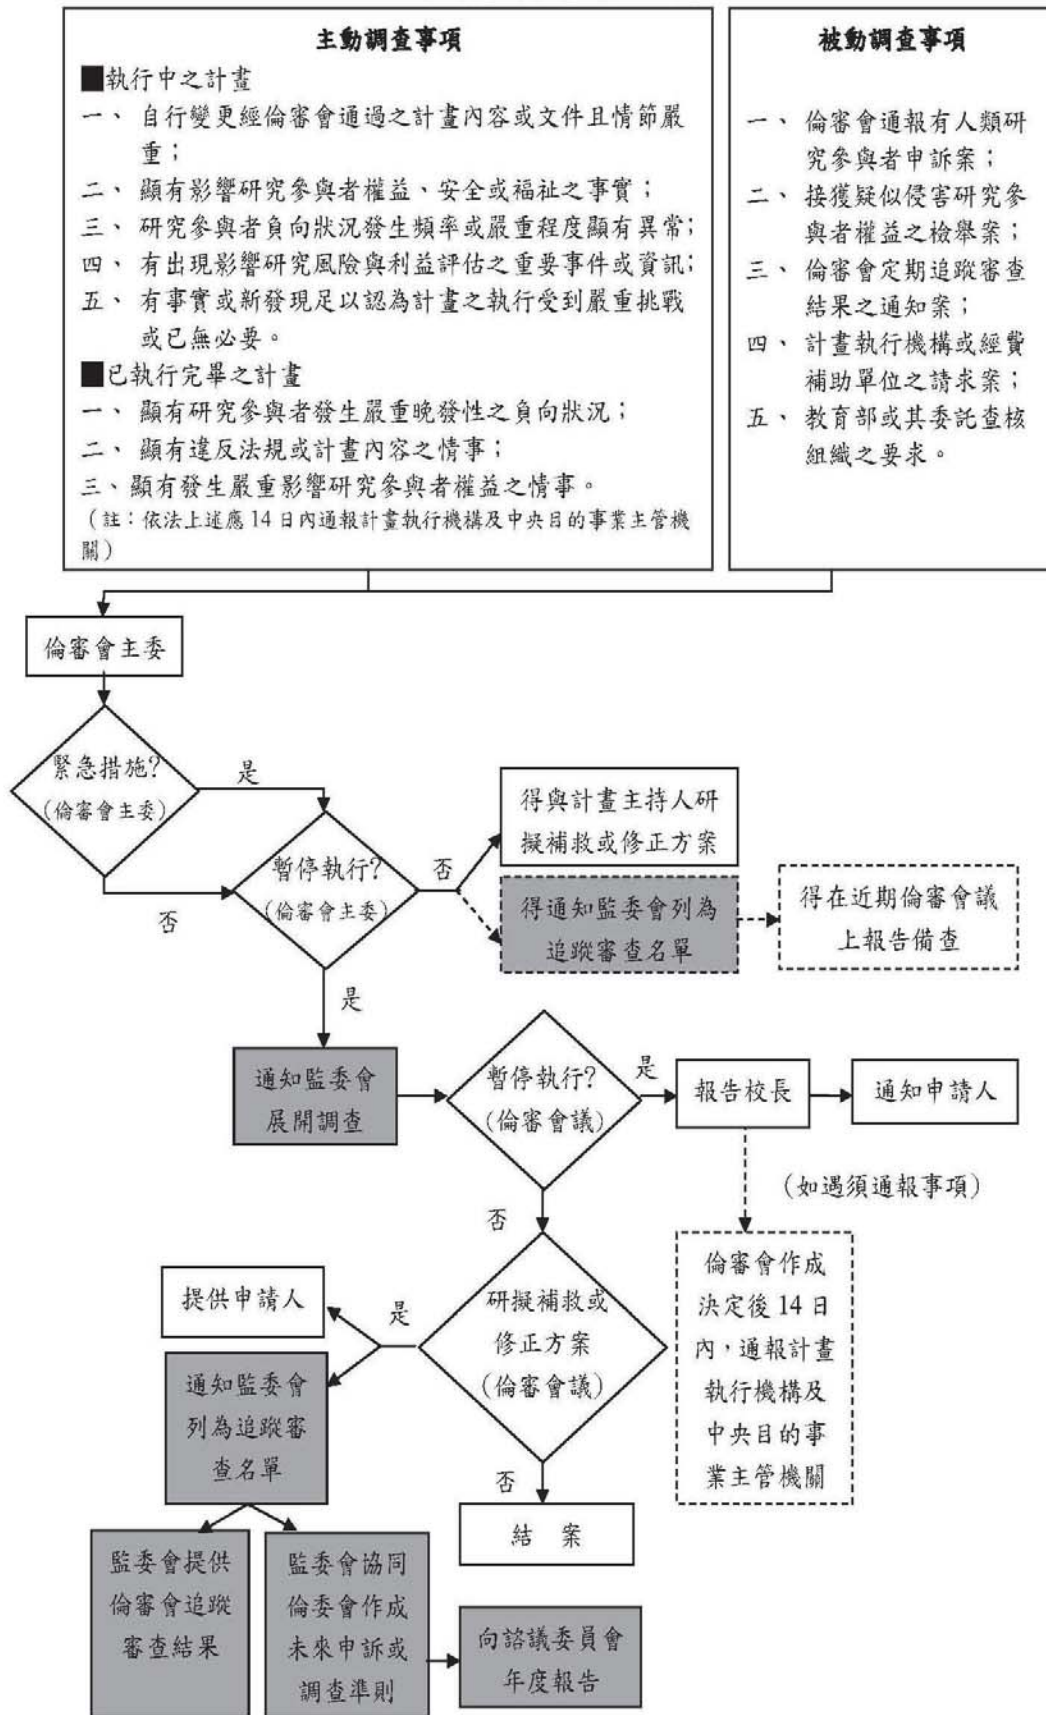 主動調查事項
■執行中之計畫
一、 自行變更經倫審會通過之計畫內容或文件且情節嚴
重；
二、 顯有影響研究參與者權益、安全或福祉之事實；
三、 研究參與者負向狀況發生頻率或嚴重程度顯有異常；
四、 有出現影響研究風險與利益評估之重要事件或資訊；
五、 有事實或新發現足以認為計畫之執行受到嚴重挑戰
或已無必要。
■已執行完畢之計畫
一、 顯有研究參與者發生嚴重晚發性之負向狀況；
二、 顯有違反法規或計畫內容之情事；
三、顯有發生嚴重影響研究參與者權益之情事。
（註：依法上述應 14 日內通報計畫執行機構及中央目的事業主管機
關）
被動調查事項
一、 倫審會通報有人類研
究參與者申訴案；
二、 接獲疑似侵害研究參
與者權益之檢舉案；
三、 倫審會定期追蹤審查
結果之通知案；
四、 計畫執行機構或經費
補助單位之請求案；
五、 教育部或其委託查核
組織之要求。
倫審會主委
緊急措施?
(倫審會主委)
是
否
暫停執行?
(倫審會主委)
否
是
得與計畫主持人研
擬補救或修正方案
得通知監委會列為
追蹤審查名單
得在近期倫審會議
上報告備查
通知監委會
展開調查
暫停執行?
(倫審會議)
是
報告校長
通知申請人
(如遇須通報事項)
否
倫審會作成
決定後 14 日
內，通報計畫
執行機構及
中央目的事
業主管機關
研擬補救或
修正方案
(倫審會議)
是
提供申請人
通知監委會
列為追蹤審
查名單
否
結 案
監委會提供
倫審會追蹤
審查結果
監委會協同
倫委會作成
未來申訴或
調查準則
向諮議委員會
年度報告